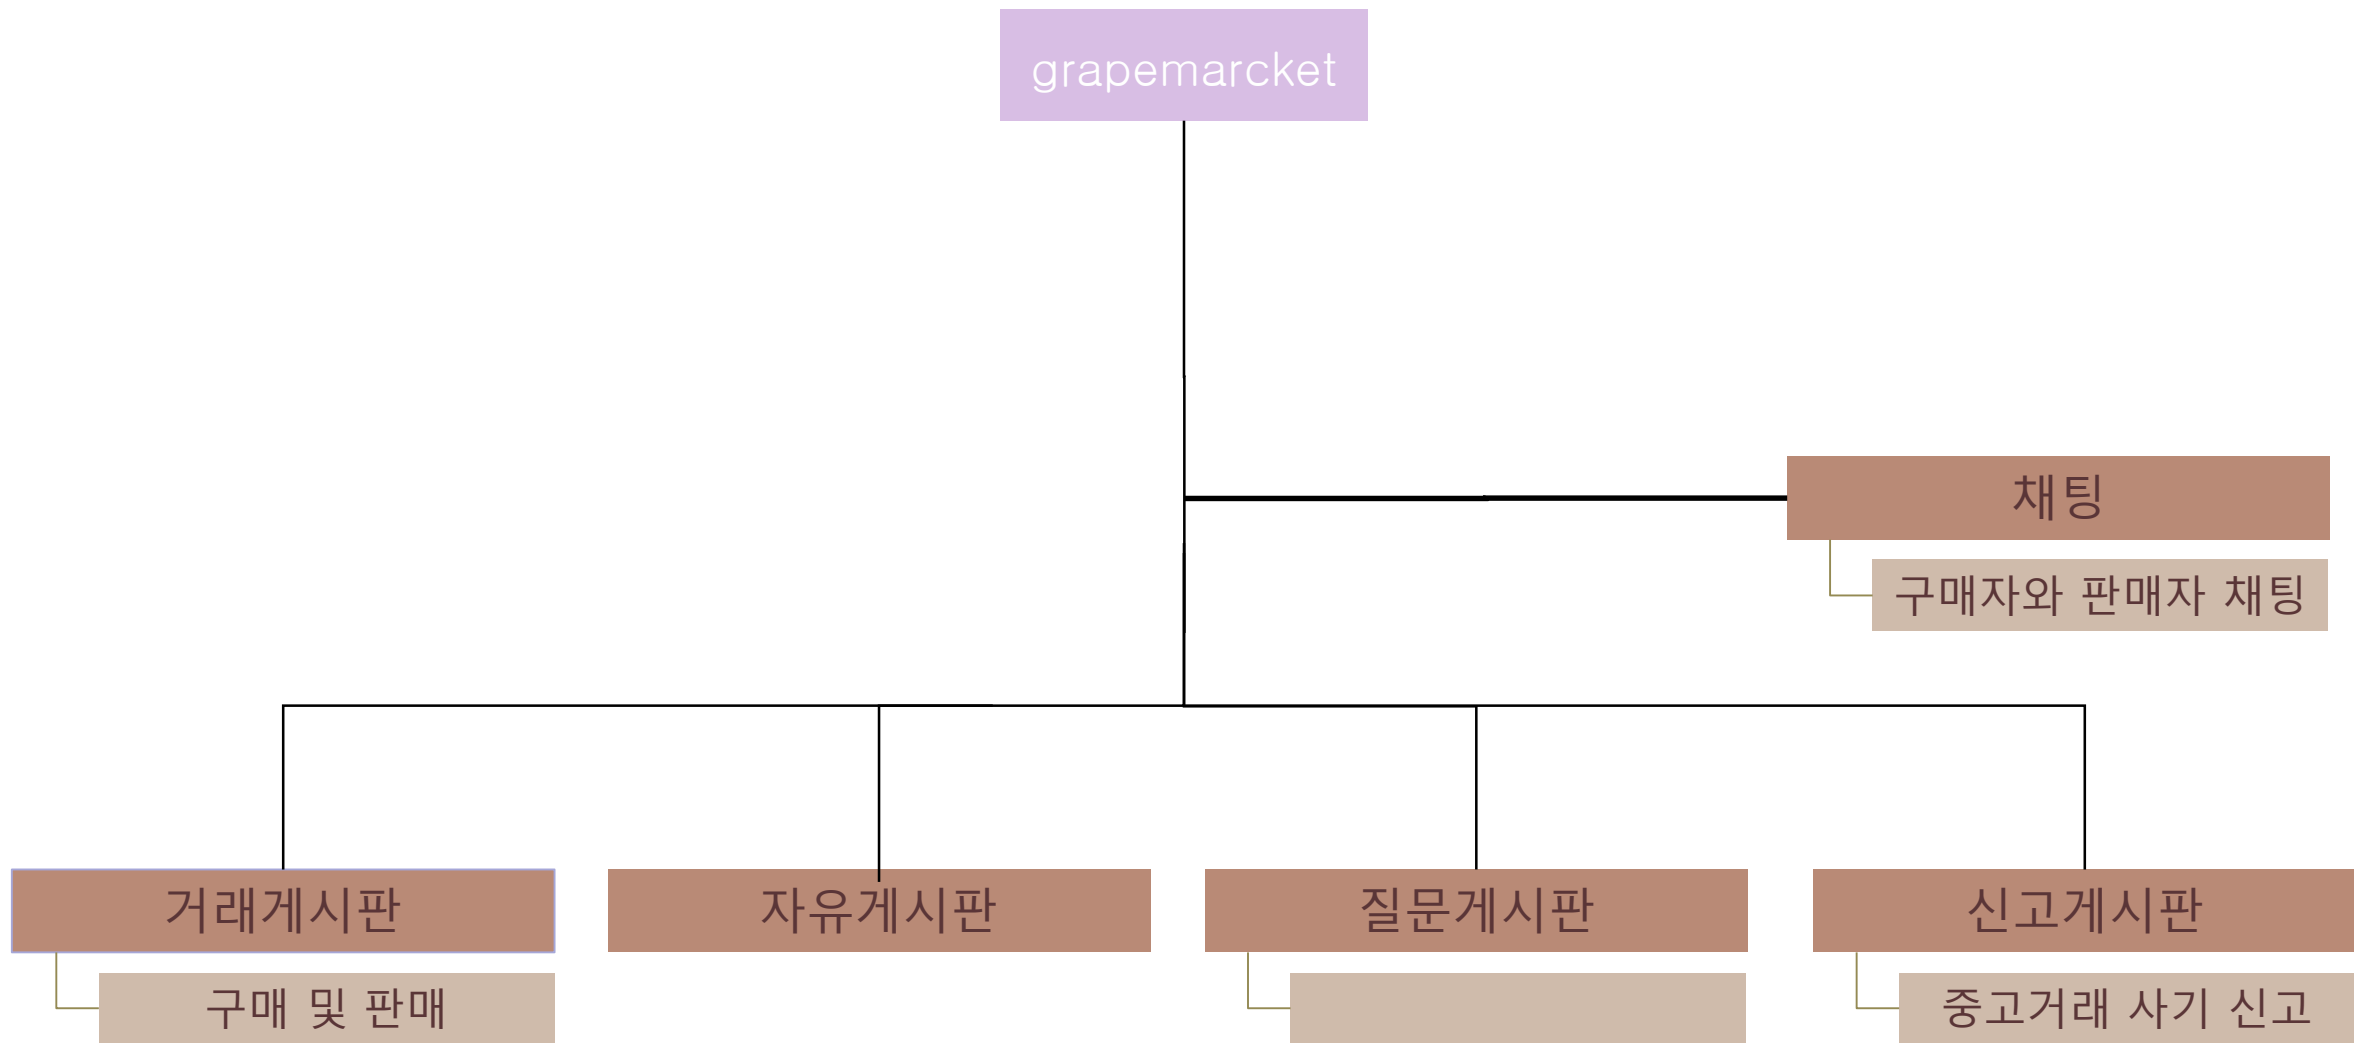 grapemarcket
채팅
구매자와 판매자 채팅
거래게시판
자유게시판
질문게시판
신고게시판
구매 및 판매
중고거래 사기 신고